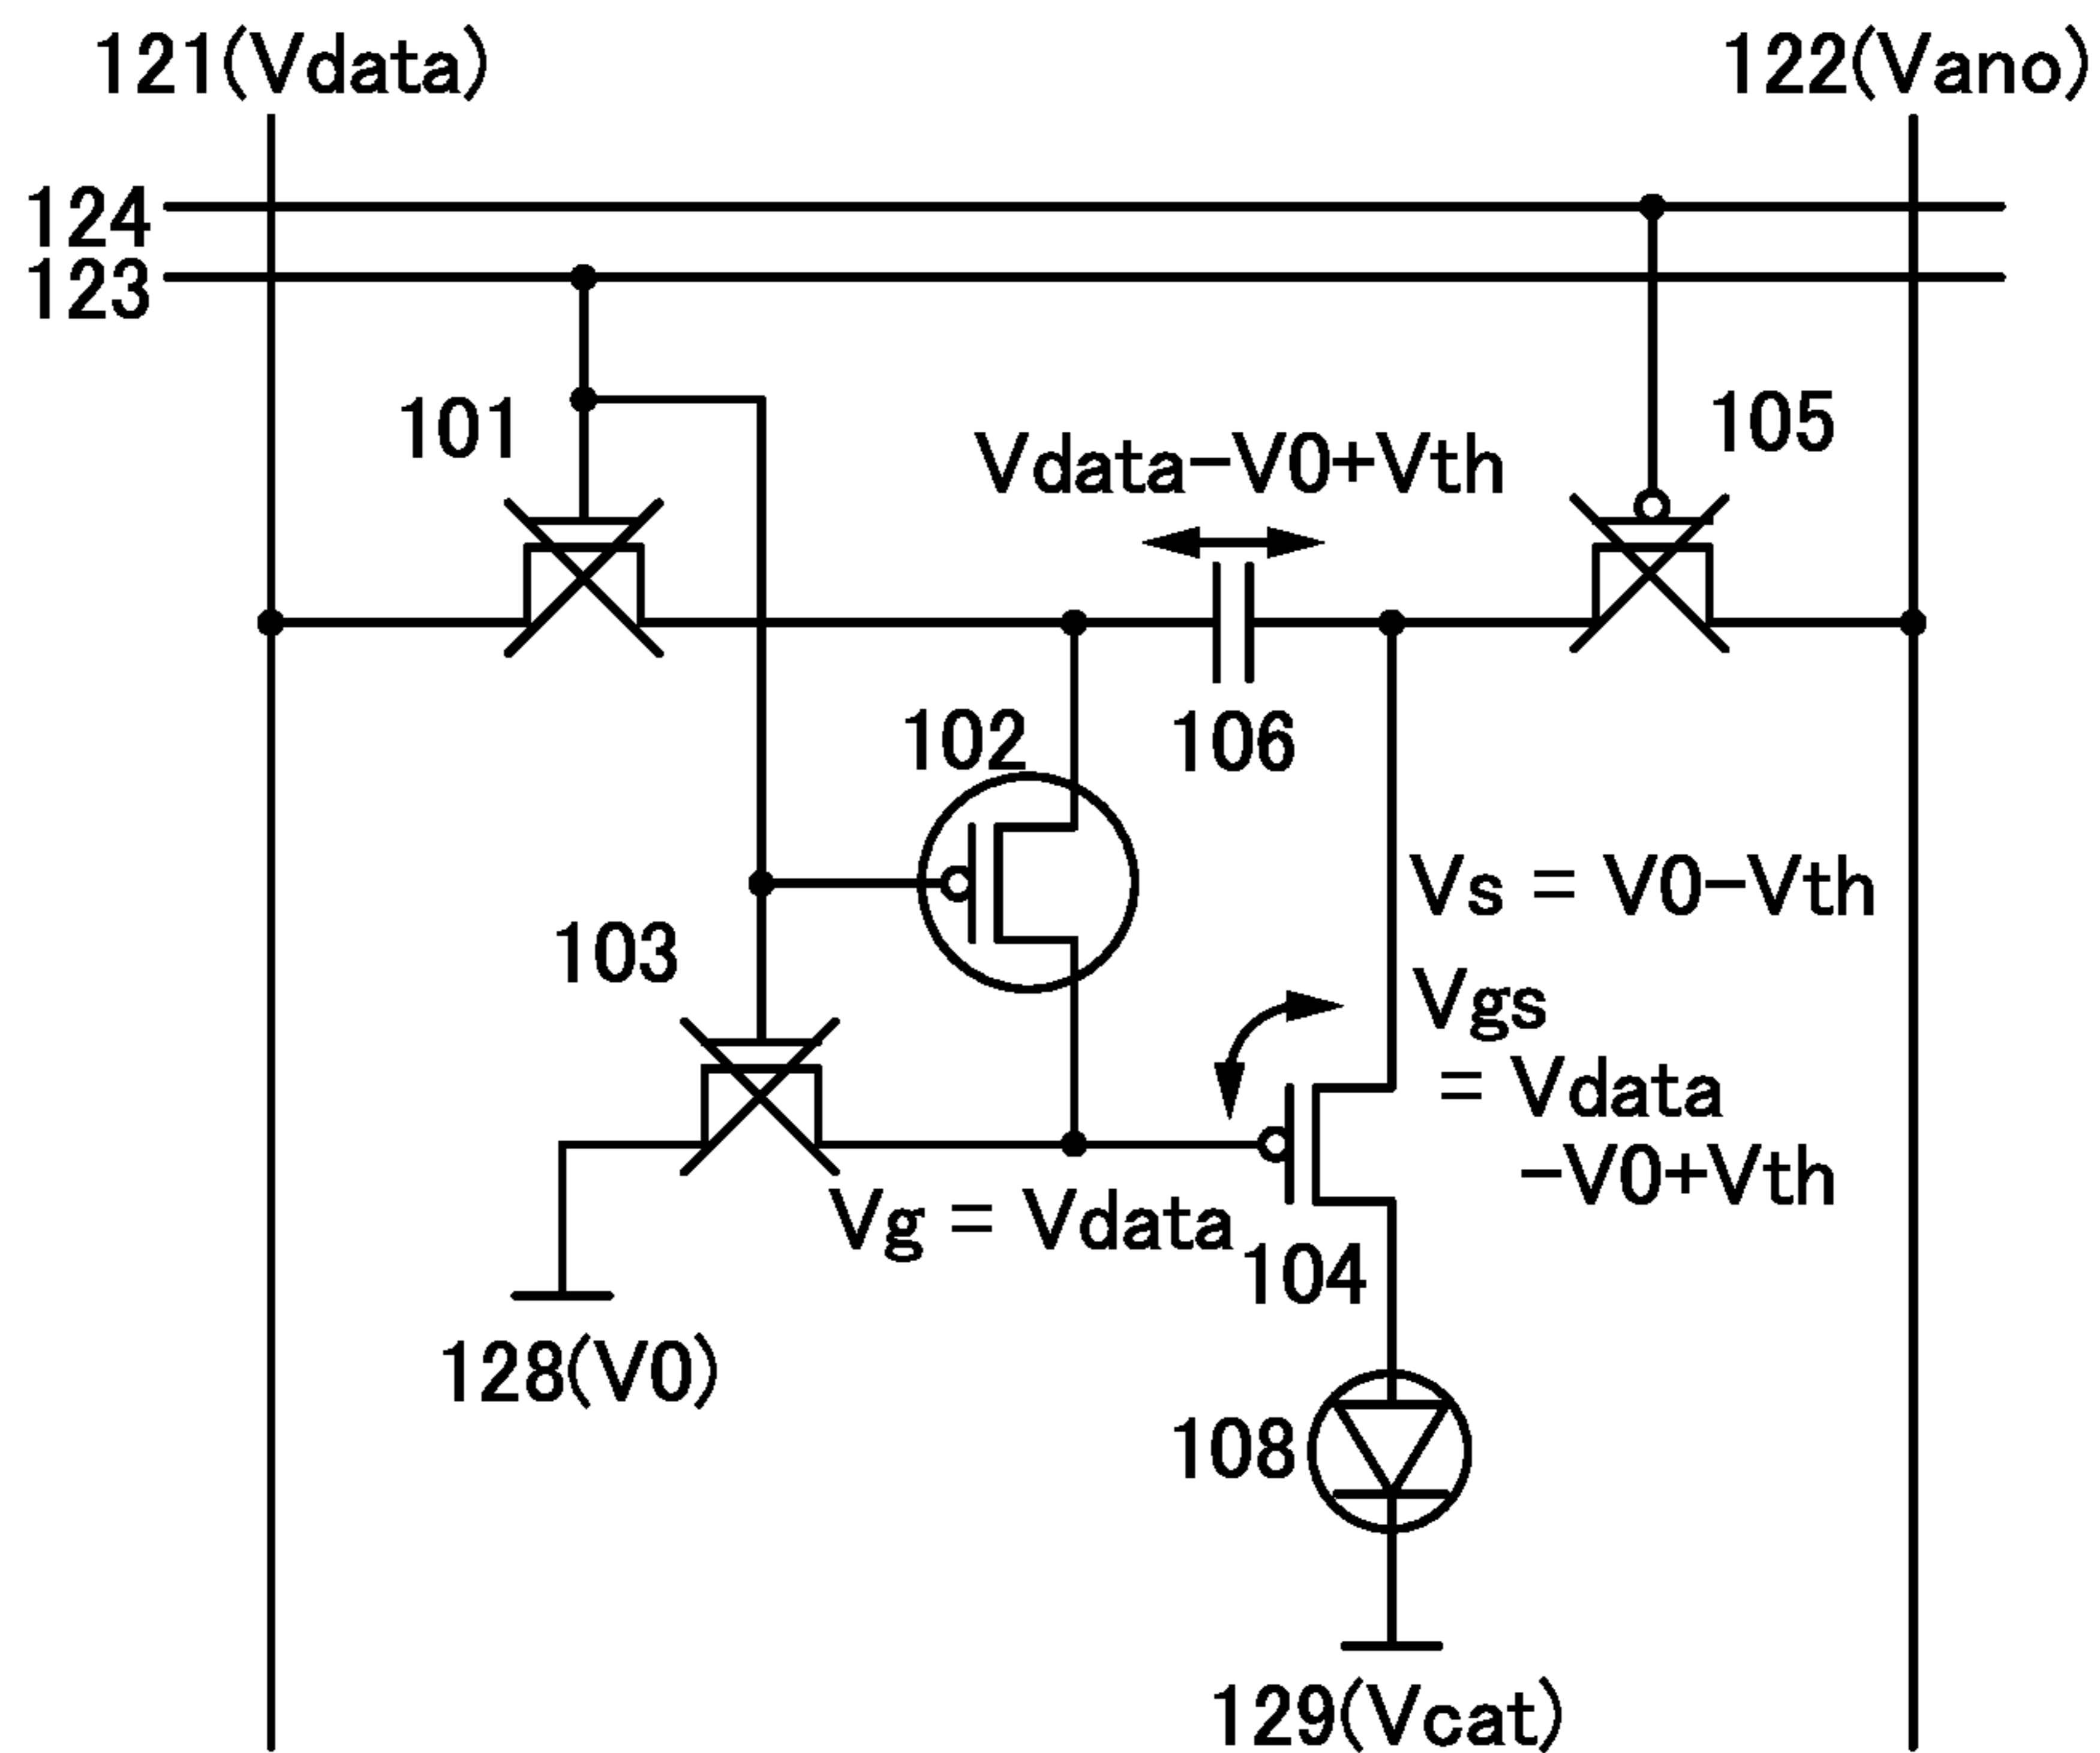 121(Vdata)
122(Vano)
124
123
101
105
Vdata-V0+Vth
102
106
103
Vs = V0-Vth
Vgs
= Vdata
-V0+Vth
Vg = Vdata
104
128(V0)
108
129(Vcat)